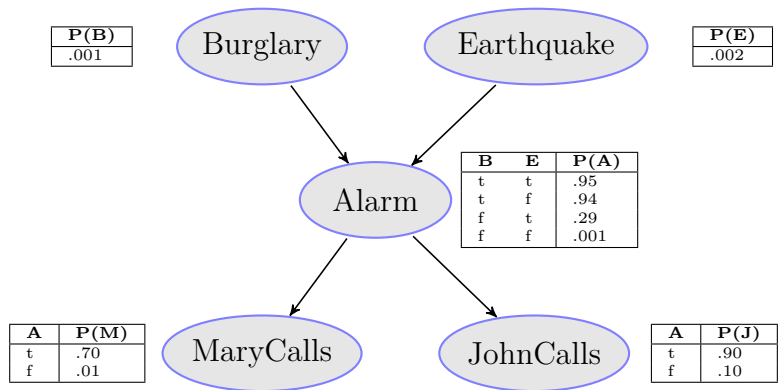 P(B)
.001
Burglary
Earthquake
P(E)
.002
Alarm
B E P(A)
t t .95
t f .94
f t .29
f f .001
A P(M)
t .70
f .01
MaryCalls
JohnCalls
A P(J)
t .90
f .10